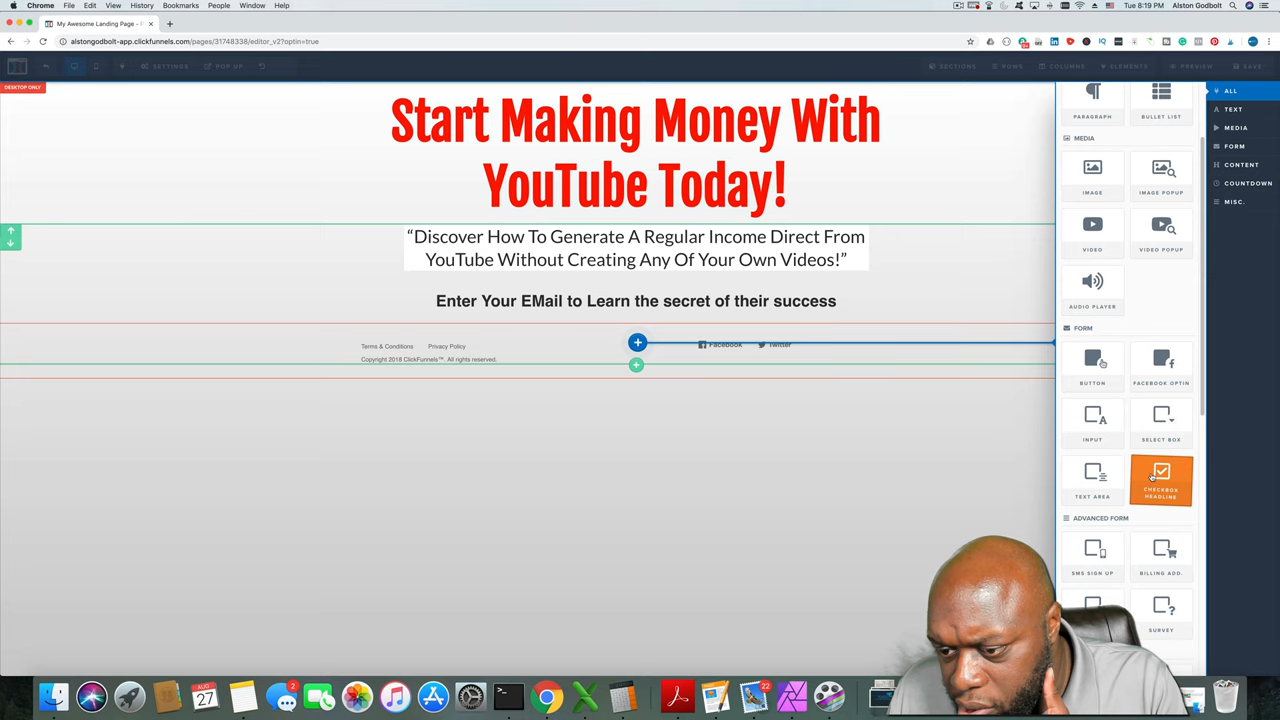 Chrome File Edit View History Bookmarks People Window Help
Tue 8:19 PM Alston Godbolt
My Awesome Landing Page - P
alstongodbolt-app.clickfunnels.com/pages/31748338/editor_v2?optin=true
SETTINGS POP UP SECTIONS ROWS COLUMNS ELEMENTS PREVIEW SAVE
DESKTOP ONLY
Start Making Money With
YouTube Today!
“Discover How To Generate A Regular Income Direct From
YouTube Without Creating Any Of Your Own Videos!”
Enter Your EMail to Learn the secret of their success
Terms & Conditions Privacy Policy Facebook Twitter
Copyright 2018 ClickFunnels™. All rights reserved.
PARAGRAPH BULLET LIST
MEDIA
IMAGE IMAGE POPUP
VIDEO VIDEO POPUP
AUDIO PLAYER
FORM
BUTTON FACEBOOK OPTIN
INPUT SELECT BOX
TEXT AREA CHECKBOX
HEADLINE
ADVANCED FORM
SMS SIGN UP BILLING ADD.
SURVEY
ALL
TEXT
MEDIA
FORM
CONTENT
COUNTDOWN
MISC.
AUG
27
2
22